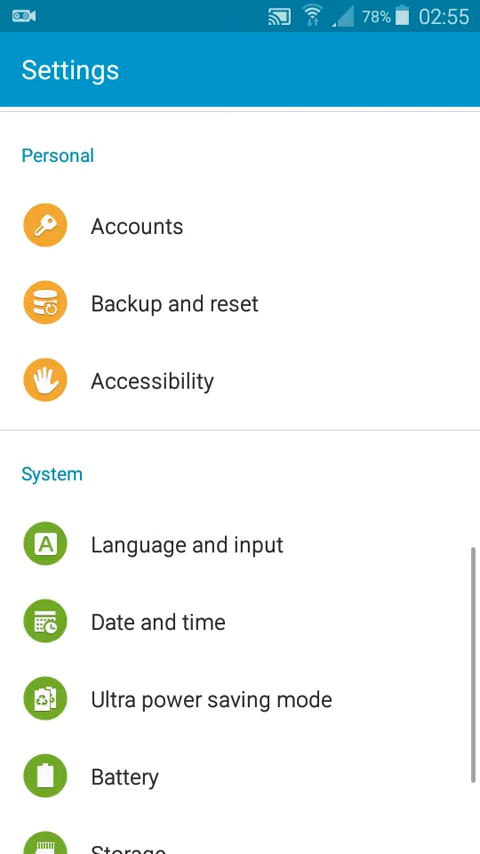 78% 02:55
Settings
Personal
Accounts
Backup and reset
Accessibility
System
A Language and input
Date and time
Ultra power saving mode
Battery
Storage